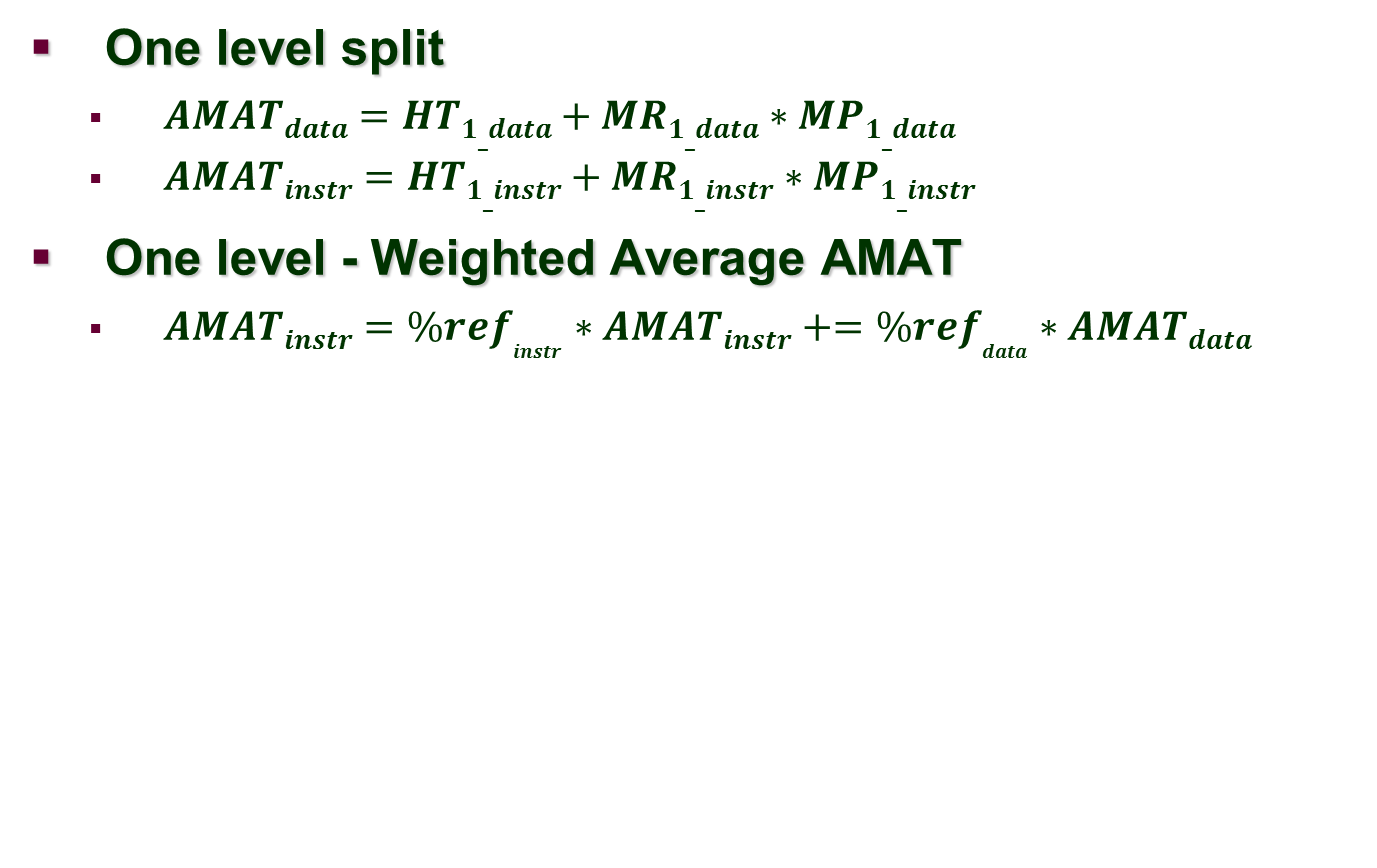 ▪ One level split
▪ AMAT_data = HT_1_data + MR_1_data * MP_1_data
▪ AMAT_instr = HT_1_instr + MR_1_instr * MP_1_instr
▪ One level - Weighted Average AMAT
▪ AMAT_instr = %ref_instr * AMAT_instr += %ref_data * AMAT_data